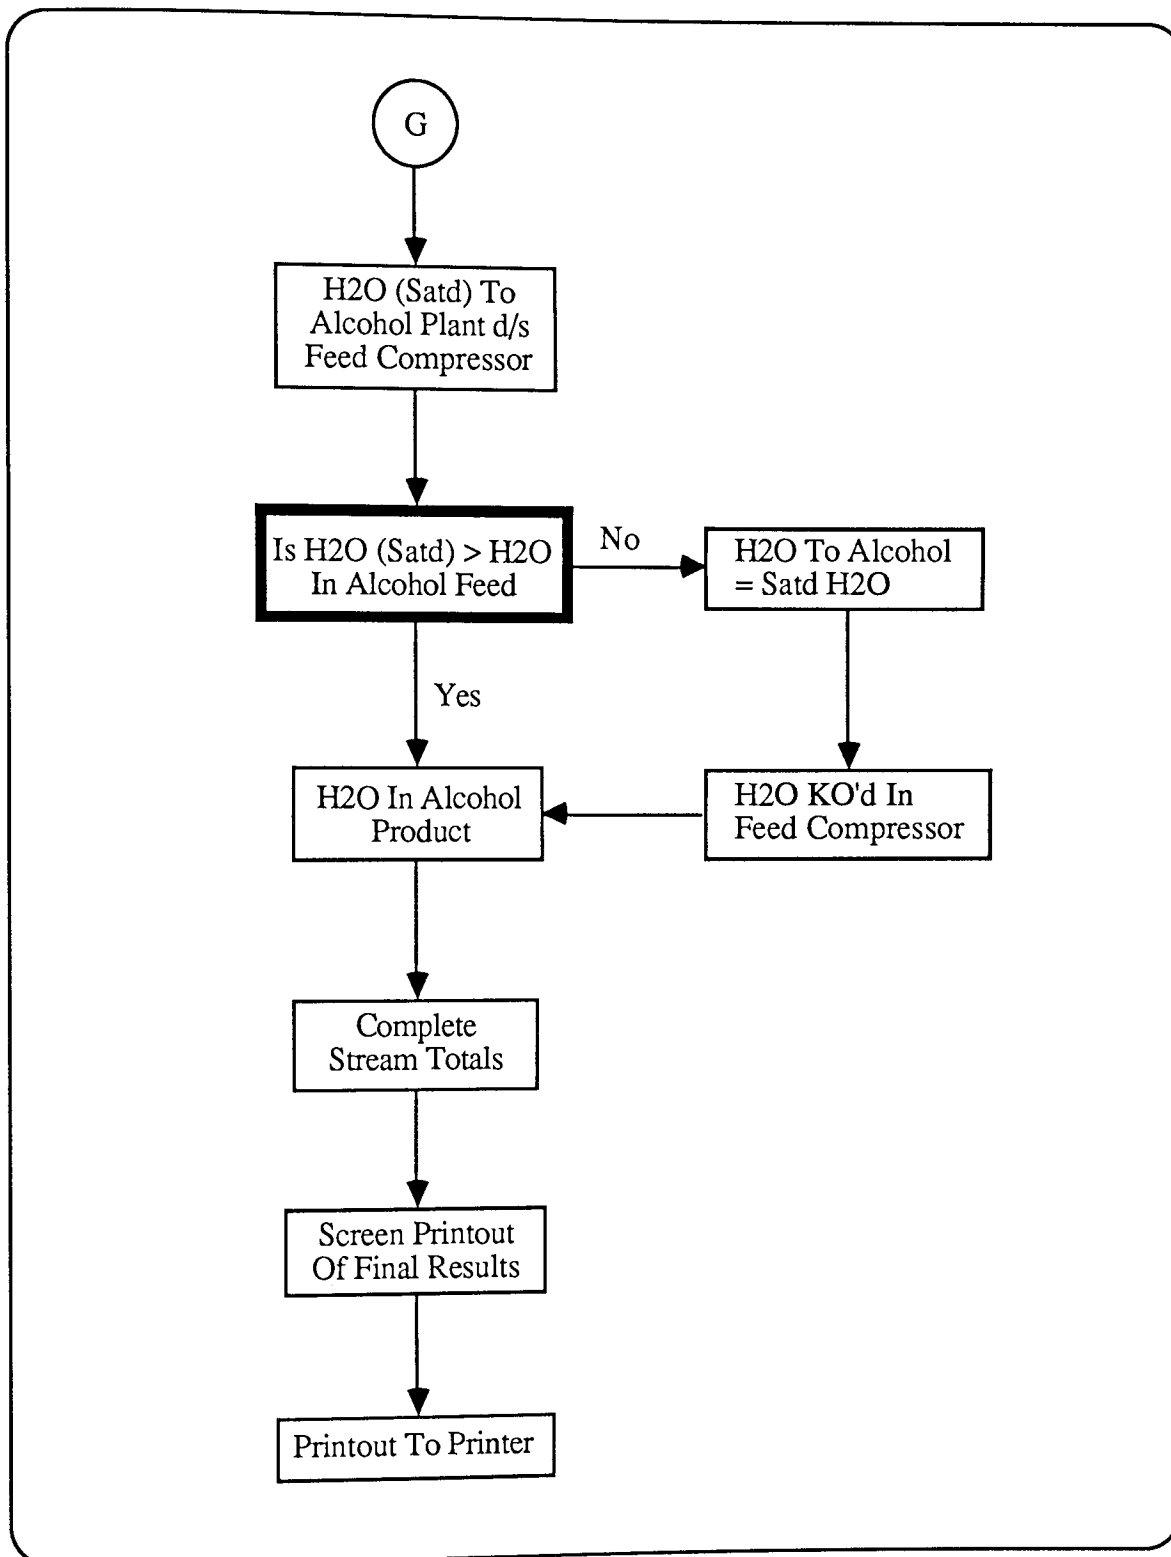 G
H2O (Satd) To
Alcohol Plant d/s
Feed Compressor
Is H2O (Satd) > H2O
In Alcohol Feed
No
H2O To Alcohol
= Satd H2O
Yes
H2O In Alcohol
Product
H2O KO'd In
Feed Compressor
Complete
Stream Totals
Screen Printout
Of Final Results
Printout To Printer